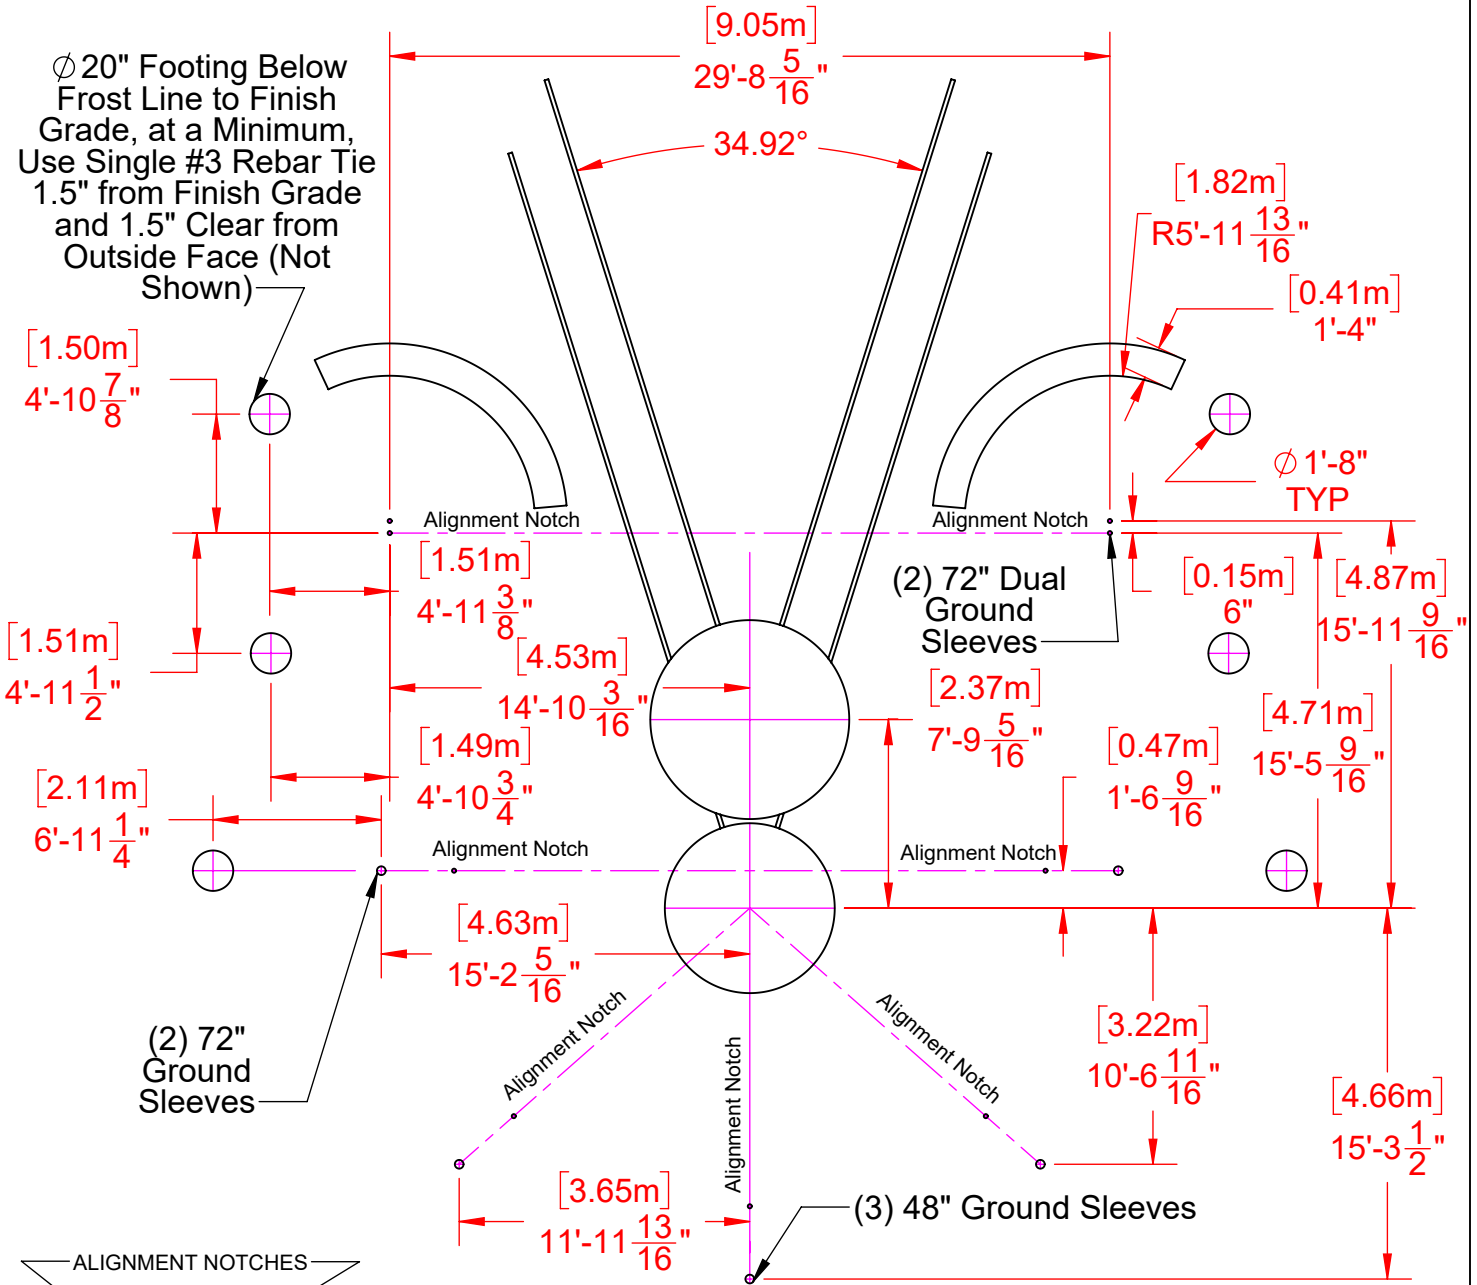 [9.05m]
29'-8 5/16"
⌀20" Footing Below
Frost Line to Finish
Grade, at a Minimum,
Use Single #3 Rebar Tie
1.5" from Finish Grade
and 1.5" Clear from
Outside Face (Not
Shown)
34.92°
[1.82m]
R5'-11 13/16"
[0.41m]
1'-4"
[1.50m]
4'-10 7/8"
⌀1'-8"
TYP
Alignment Notch
Alignment Notch
[1.51m]
4'-11 3/8"
(2) 72" Dual
Ground
Sleeves
[0.15m]
6"
[4.87m]
15'-11 9/16"
[1.51m]
4'-11 1/2"
[4.53m]
14'-10 3/16"
[2.37m]
7'-9 5/16"
[4.71m]
15'-5 9/16"
[1.49m]
4'-10 3/4"
[0.47m]
1'-6 9/16"
[2.11m]
6'-11 1/4"
Alignment Notch
Alignment Notch
[4.63m]
15'-2 5/16"
(2) 72"
Ground
Sleeves
Alignment Notch
Alignment Notch
Alignment Notch
[3.22m]
10'-6 11/16"
[4.66m]
15'-3 1/2"
[3.65m]
11'-11 13/16"
(3) 48" Ground Sleeves
ALIGNMENT NOTCHES